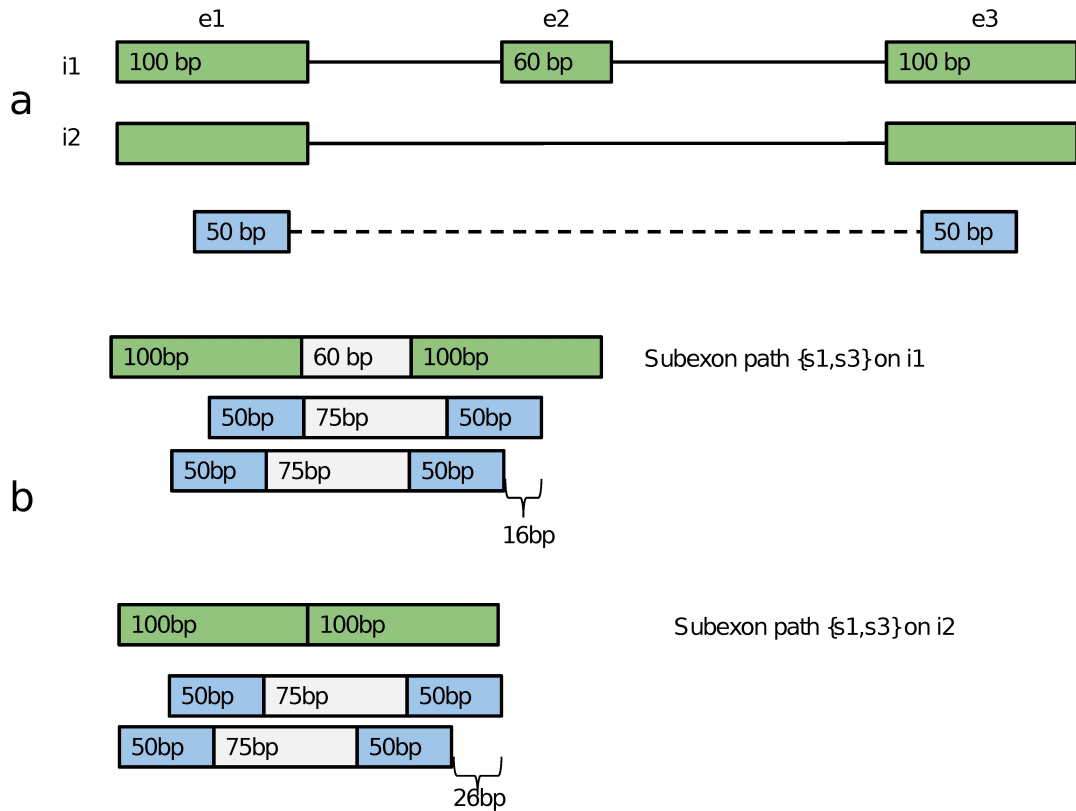 e1 e2 e3
i1 100 bp 60 bp 100 bp
a
i2
50 bp 50 bp
100bp 60 bp 100bp Subexon path {s1,s3} on i1
50bp 75bp 50bp
50bp 75bp 50bp
b
16bp
100bp 100bp Subexon path {s1,s3} on i2
50bp 75bp 50bp
50bp 75bp 50bp
26bp